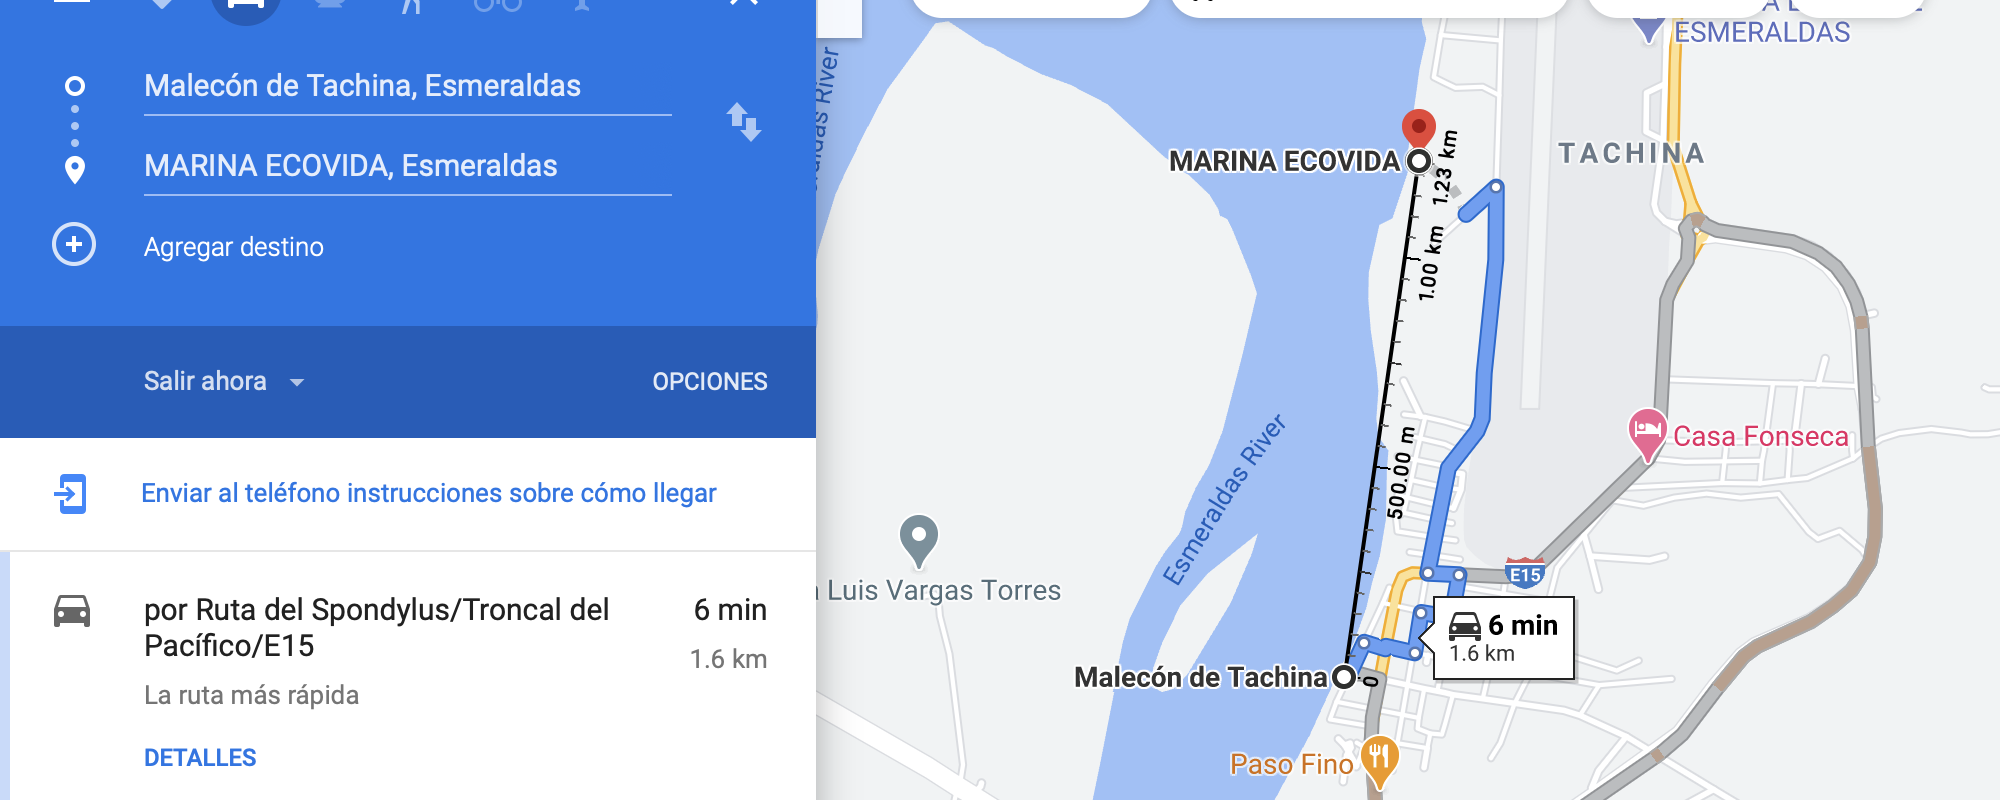 Malecón de Tachina, Esmeraldas
MARINA ECOVIDA, Esmeraldas
Agregar destino
Salir ahora
OPCIONES
Enviar al teléfono instrucciones sobre cómo llegar
por Ruta del Spondylus/Troncal del
Pacífico/E15
6 min
1.6 km
La ruta más rápida
DETALLES
ESMERALDAS
TACHINA
MARINA ECOVIDA
1.23 km
1.00 km
500.00 m
0
Casa Fonseca
Esmeraldas River
River
Luis Vargas Torres
E15
6 min
1.6 km
Malecón de Tachina
Paso Fino